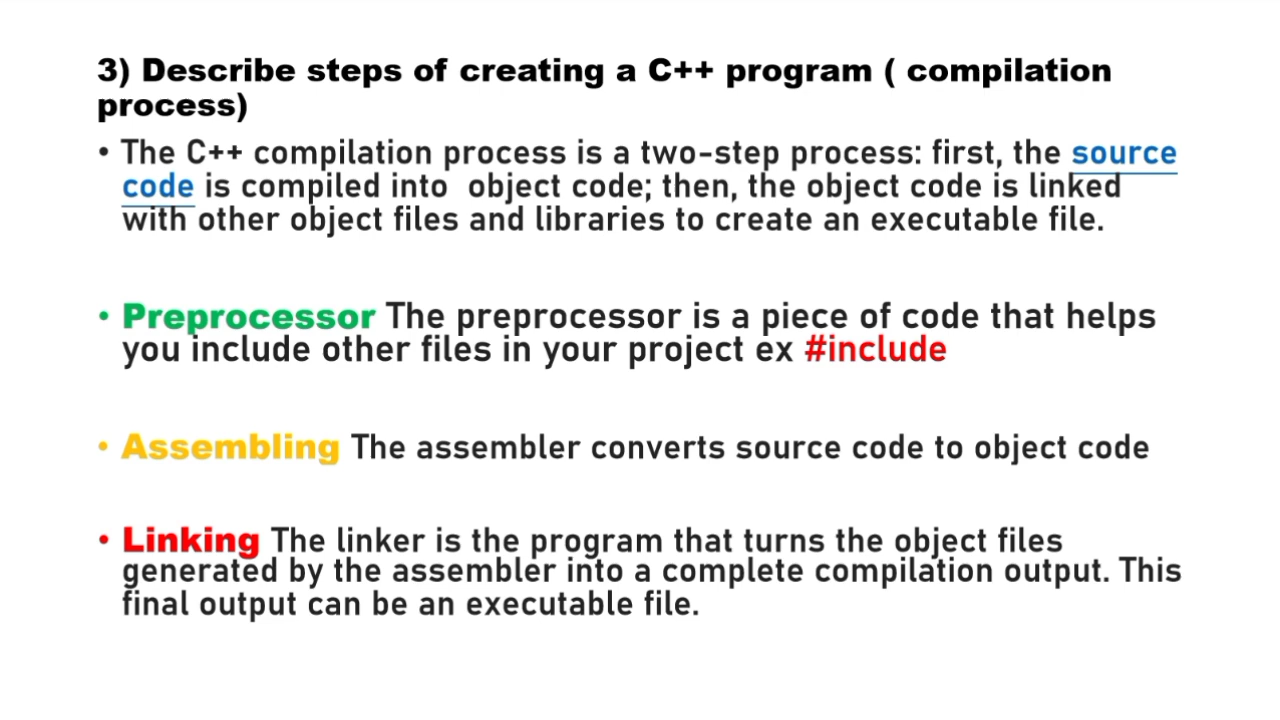 3) Describe steps of creating a C++ program ( compilation
process)
• The C++ compilation process is a two-step process: first, the source
code is compiled into  object code; then, the object code is linked
with other object files and libraries to create an executable file.
• Preprocessor The preprocessor is a piece of code that helps
you include other files in your project ex #include
• Assembling The assembler converts source code to object code
• Linking The linker is the program that turns the object files
generated by the assembler into a complete compilation output. This
final output can be an executable file.